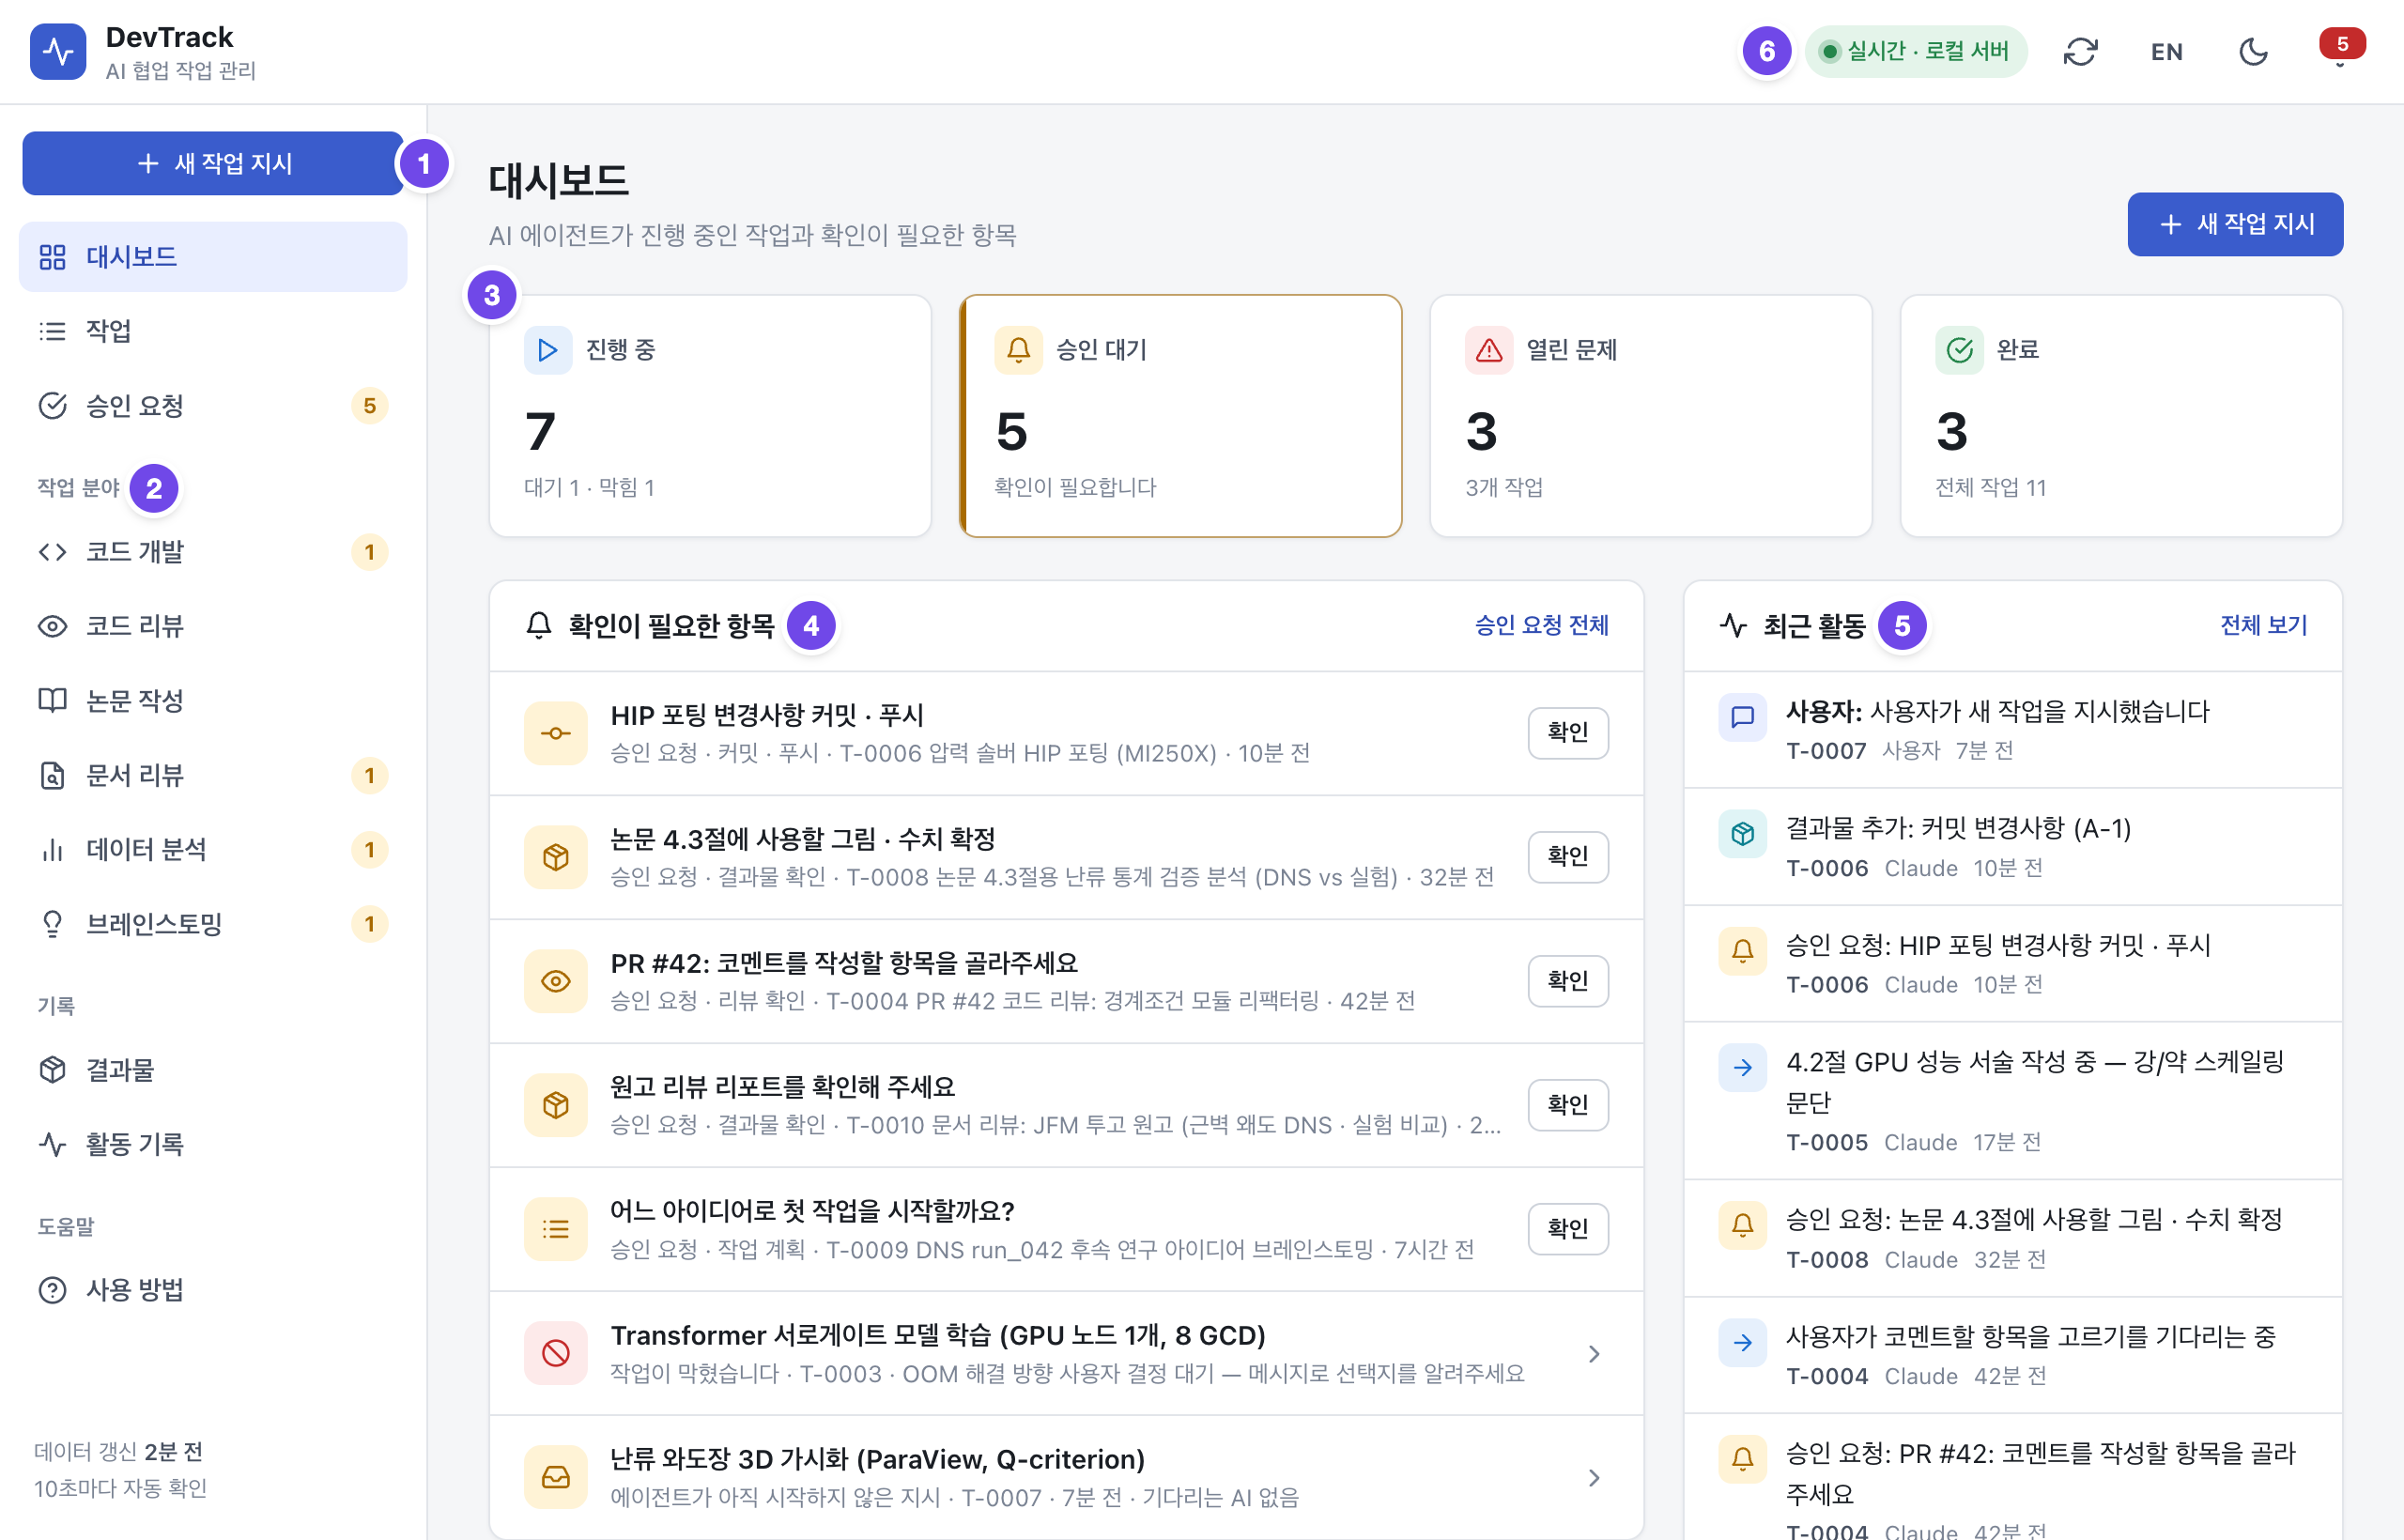 DevTrack
AI 협업 작업 관리
6
실시간 · 로컬 서버
EN
5
새 작업 지시
1
대시보드
작업
승인 요청
5
작업 분야
2
코드 개발
1
코드 리뷰
논문 작성
문서 리뷰
1
데이터 분석
1
브레인스토밍
1
기록
결과물
활동 기록
도움말
사용 방법
데이터 갱신 2분 전
10초마다 자동 확인
대시보드
AI 에이전트가 진행 중인 작업과 확인이 필요한 항목
새 작업 지시
3
진행 중
7
대기 1 · 막힘 1
승인 대기
5
확인이 필요합니다
열린 문제
3
3개 작업
완료
3
전체 작업 11
확인이 필요한 항목
4
승인 요청 전체
HIP 포팅 변경사항 커밋 · 푸시
승인 요청 · 커밋 · 푸시 · T-0006 압력 솔버 HIP 포팅 (MI250X) · 10분 전
확인
논문 4.3절에 사용할 그림 · 수치 확정
승인 요청 · 결과물 확인 · T-0008 논문 4.3절용 난류 통계 검증 분석 (DNS vs 실험) · 32분 전
확인
PR #42: 코멘트를 작성할 항목을 골라주세요
승인 요청 · 리뷰 확인 · T-0004 PR #42 코드 리뷰: 경계조건 모듈 리팩터링 · 42분 전
확인
원고 리뷰 리포트를 확인해 주세요
승인 요청 · 결과물 확인 · T-0010 문서 리뷰: JFM 투고 원고 (근벽 왜도 DNS · 실험 비교) · 2...
확인
어느 아이디어로 첫 작업을 시작할까요?
승인 요청 · 작업 계획 · T-0009 DNS run_042 후속 연구 아이디어 브레인스토밍 · 7시간 전
확인
Transformer 서로게이트 모델 학습 (GPU 노드 1개, 8 GCD)
작업이 막혔습니다 · T-0003 · OOM 해결 방향 사용자 결정 대기 — 메시지로 선택지를 알려주세요
난류 와도장 3D 가시화 (ParaView, Q-criterion)
에이전트가 아직 시작하지 않은 지시 · T-0007 · 7분 전 · 기다리는 AI 없음
최근 활동
5
전체 보기
사용자: 사용자가 새 작업을 지시했습니다
T-0007 사용자 7분 전
결과물 추가: 커밋 변경사항 (A-1)
T-0006 Claude 10분 전
승인 요청: HIP 포팅 변경사항 커밋 · 푸시
T-0006 Claude 10분 전
4.2절 GPU 성능 서술 작성 중 — 강/약 스케일링
문단
T-0005 Claude 17분 전
승인 요청: 논문 4.3절에 사용할 그림 · 수치 확정
T-0008 Claude 32분 전
사용자가 코멘트할 항목을 고르기를 기다리는 중
T-0004 Claude 42분 전
승인 요청: PR #42: 코멘트를 작성할 항목을 골라
주세요
T-0004 Claude 42분 전